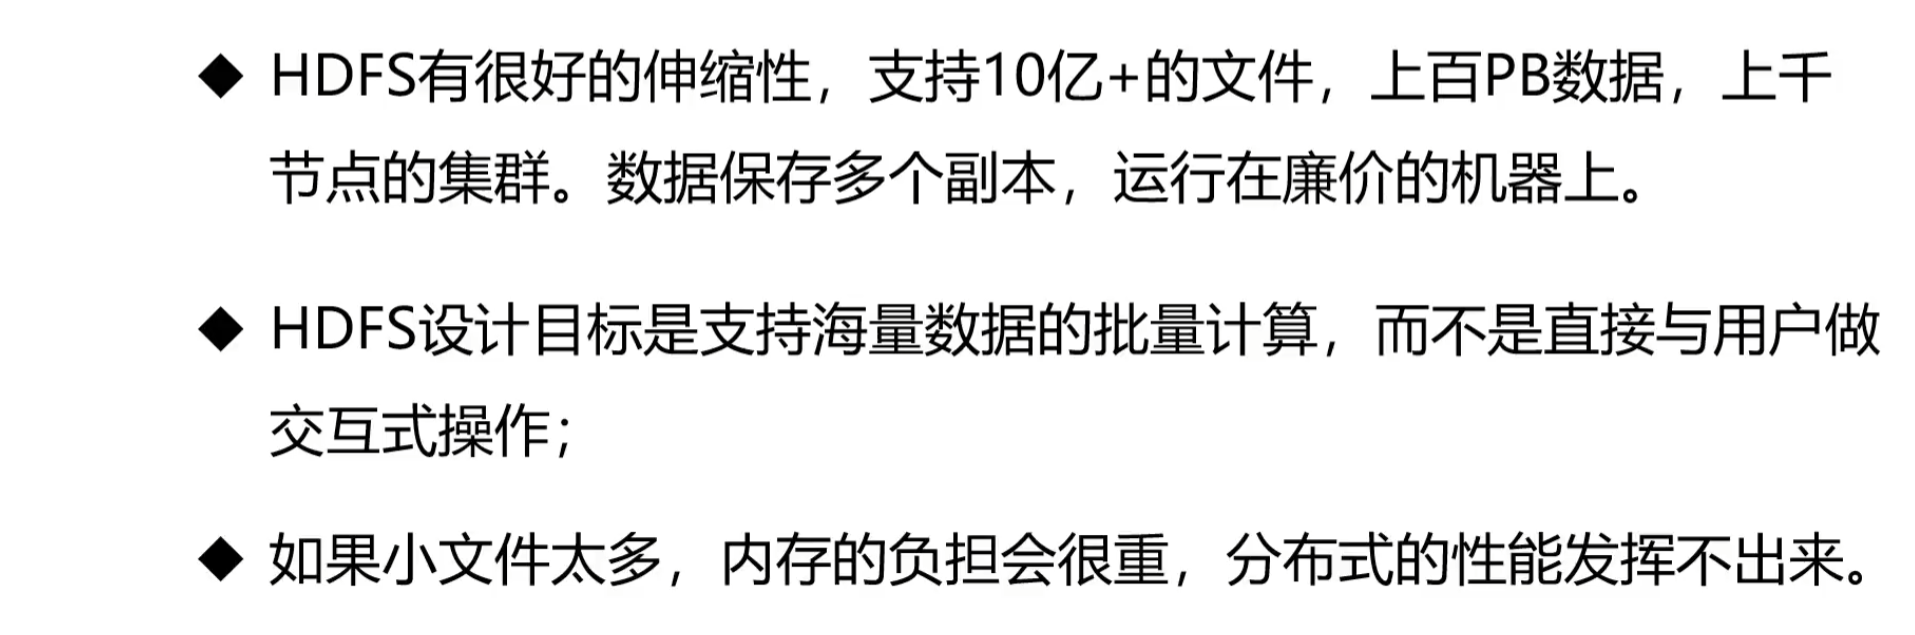 ◆ HDFS有很好的伸缩性，支持10亿+的文件，上百PB数据，上千
节点的集群。数据保存多个副本，运行在廉价的机器上。
◆ HDFS设计目标是支持海量数据的批量计算，而不是直接与用户做
交互式操作；
◆ 如果小文件太多，内存的负担会很重，分布式的性能发挥不出来。